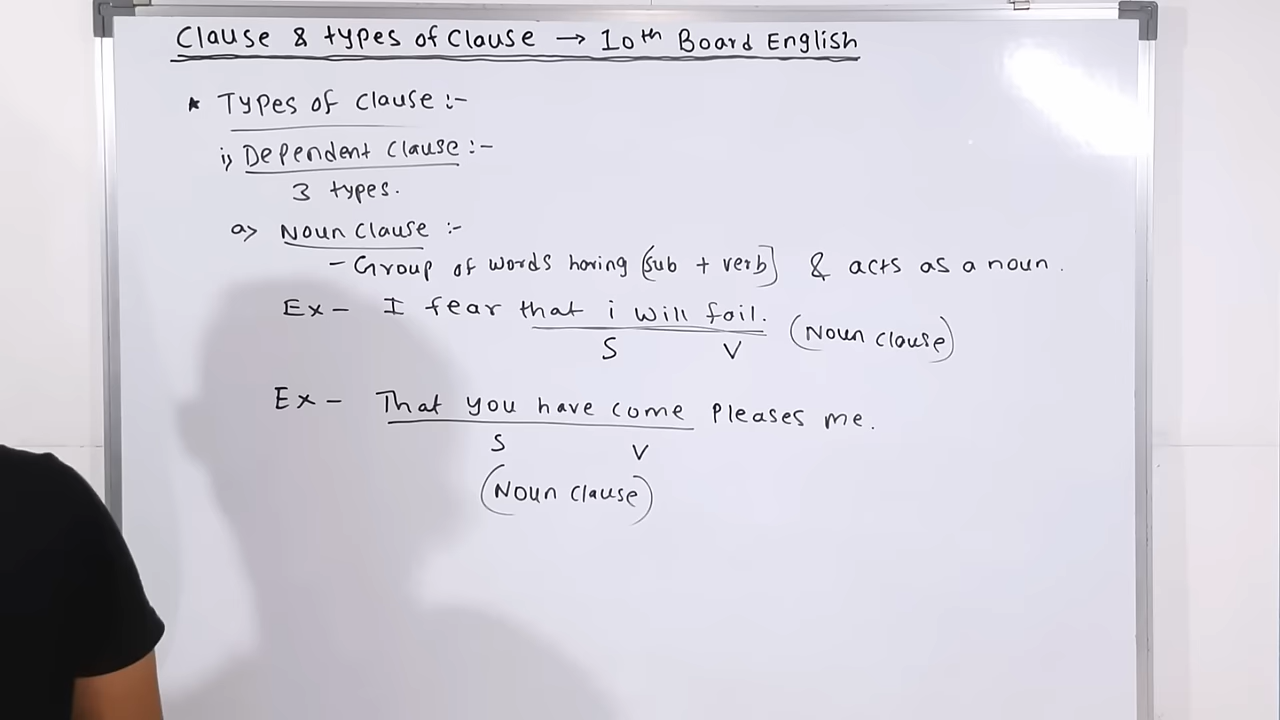 Clause & types of Clause → 10th Board English
* Types of Clause :-
i) Dependent Clause :-
3 types.
a) Noun Clause :-
- Group of words having [sub + verb] & acts as a noun.
Ex - I fear that i will fail. (Noun clause)
S V
Ex - That you have come Pleases me.
S V
(Noun clause)